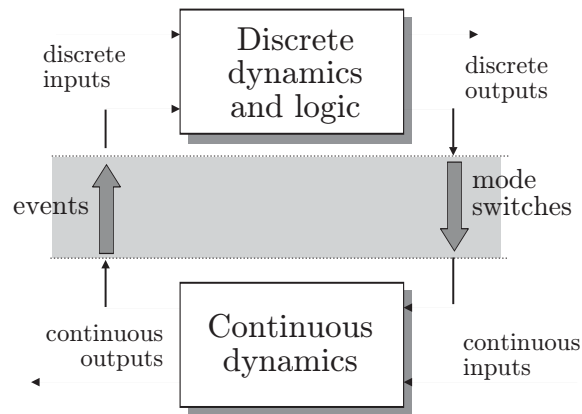 Discrete
dynamics
and logic
discrete
inputs
discrete
outputs
events
mode
switches
Continuous
dynamics
continuous
outputs
continuous
inputs